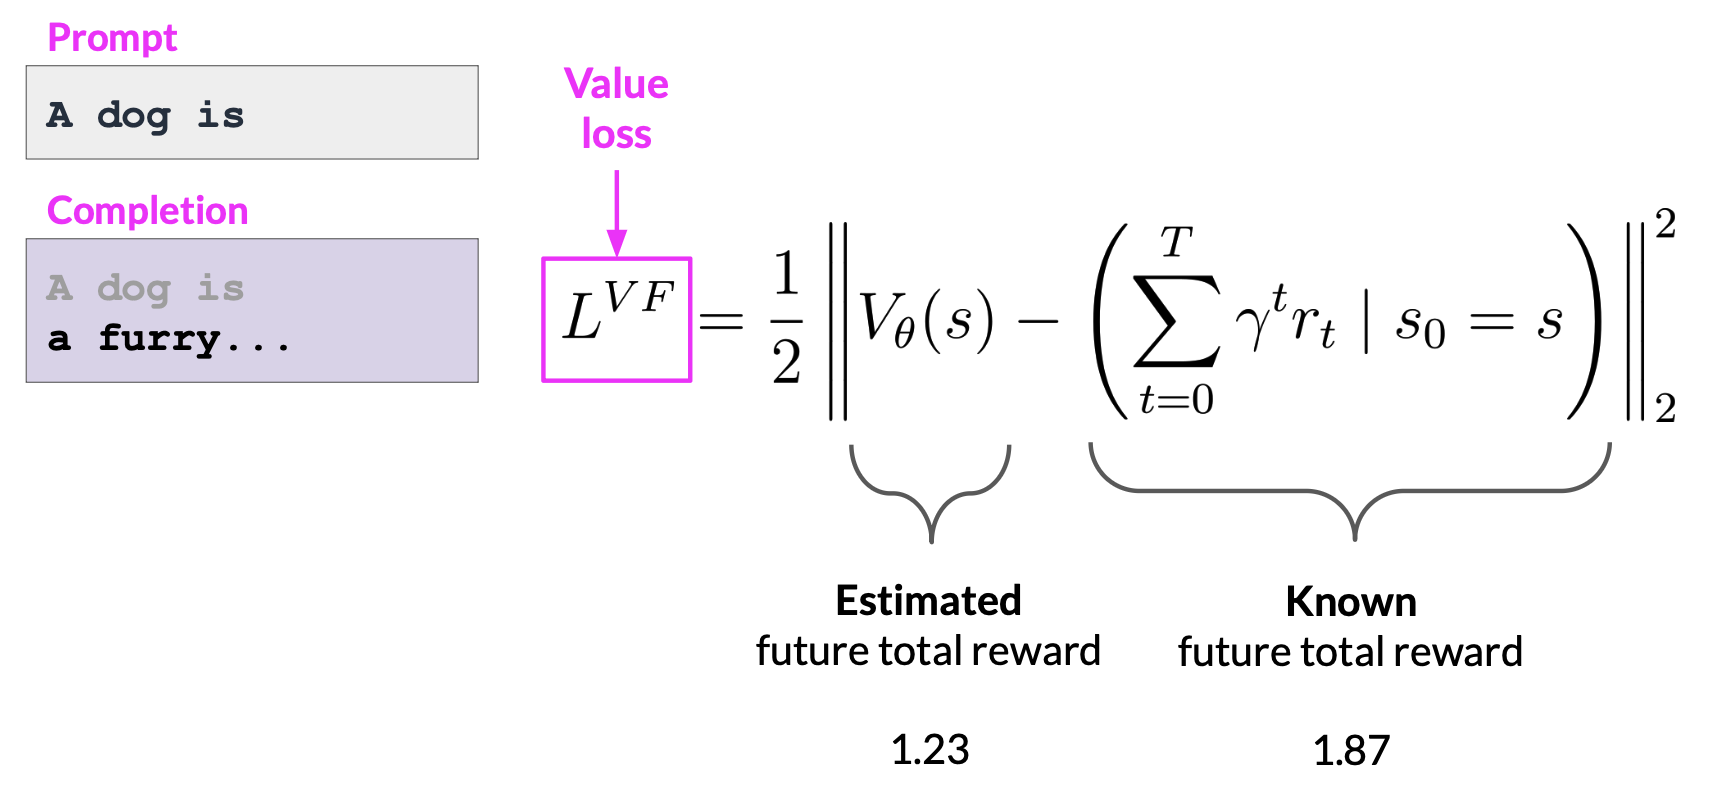 Prompt
A dog is
Completion
A dog is
a furry...
Value
loss
L^{VF} = \frac{1}{2} \left\| V_\theta(s) - \left( \sum_{t=0}^{T} \gamma^t r_t \mid s_0 = s \right) \right\|_2^2
Estimated
future total reward
1.23
Known
future total reward
1.87